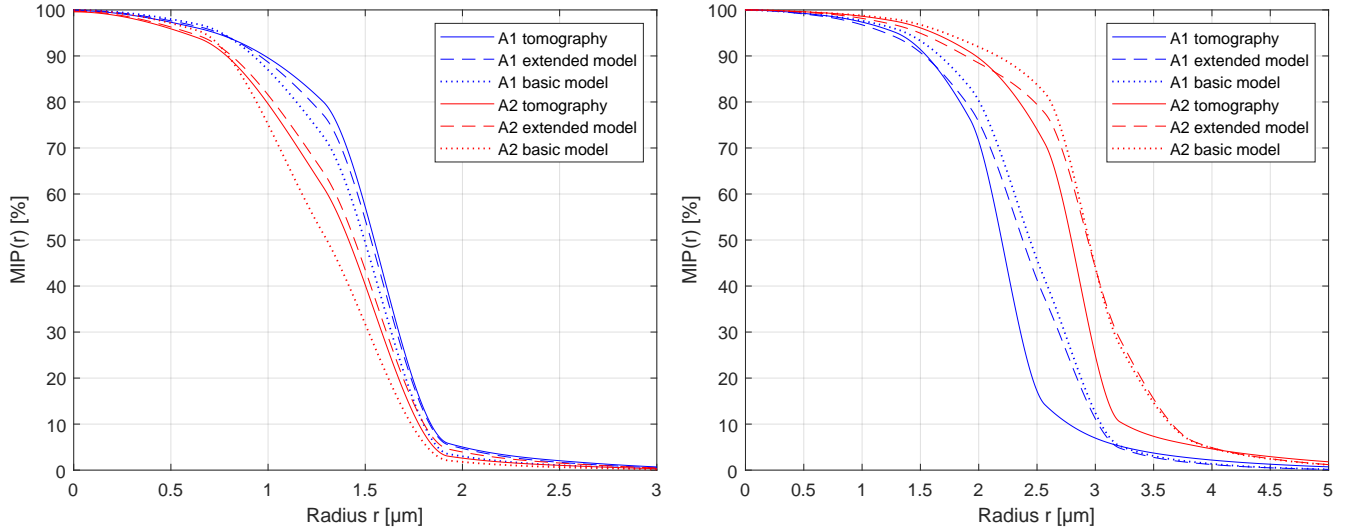 100
90
80
70
60
50
40
30
20
10
0
MIP(r) [%]
0
0.5
1
1.5
2
2.5
3
Radius r [µm]
A1 tomography
A1 extended model
A1 basic model
A2 tomography
A2 extended model
A2 basic model
100
90
80
70
60
50
40
30
20
10
0
MIP(r) [%]
0
0.5
1
1.5
2
2.5
3
3.5
4
4.5
5
Radius r [µm]
A1 tomography
A1 extended model
A1 basic model
A2 tomography
A2 extended model
A2 basic model